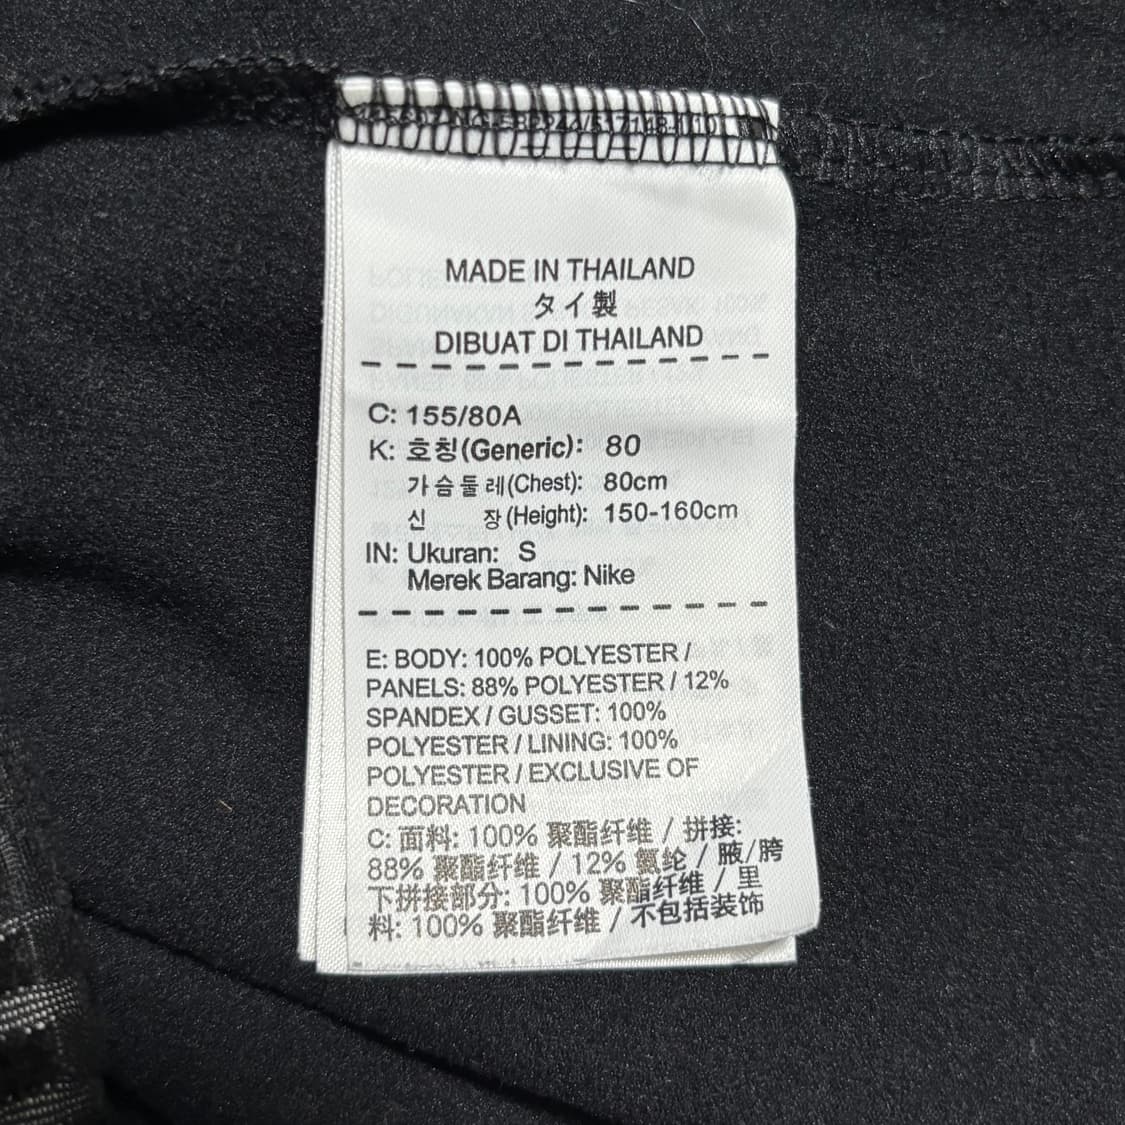 MADE IN THAILAND
タイ製
DIBUAT DI THAILAND
C: 155/80A
K: 호칭(Generic): 80
가슴둘레(Chest): 80cm
신 장(Height): 150-160cm
IN: Ukuran: S
Merek Barang: Nike
E: BODY: 100% POLYESTER /
PANELS: 88% POLYESTER / 12%
SPANDEX / GUSSET: 100%
POLYESTER / LINING: 100%
POLYESTER / EXCLUSIVE OF
DECORATION
C: 面料: 100% 聚酯纤维 / 拼接:
88% 聚酯纤维 / 12% 氨纶 / 腋/胯
下拼接部分: 100% 聚酯纤维 / 里
料: 100% 聚酯纤维 / 不包括装饰